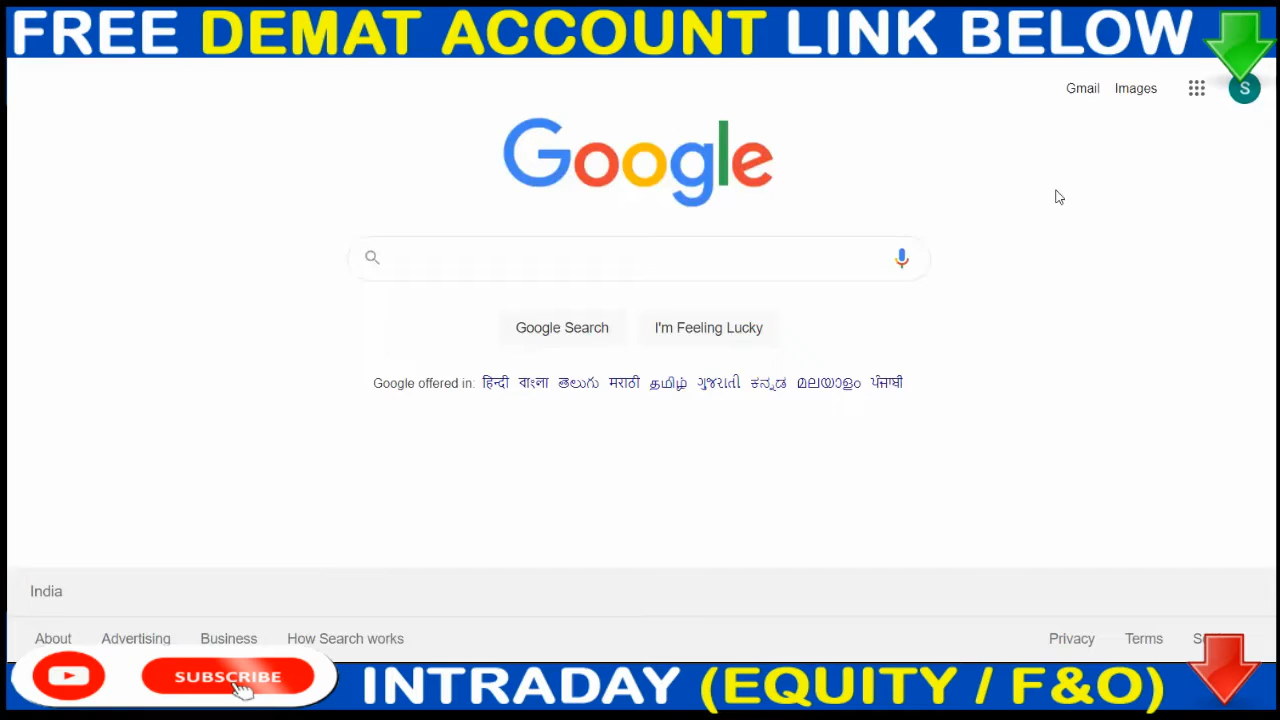 FREE DEMAT ACCOUNT LINK BELOW
Gmail Images S
Google
Google Search I'm Feeling Lucky
Google offered in: हिन्दी বাংলা తెలుగు मराठी தமிழ் ગુજરાતી ಕನ್ನಡ മലയാളം ਪੰਜਾਬੀ
India
About Advertising Business How Search works Privacy Terms
SUBSCRIBE INTRADAY (EQUITY / F&O)